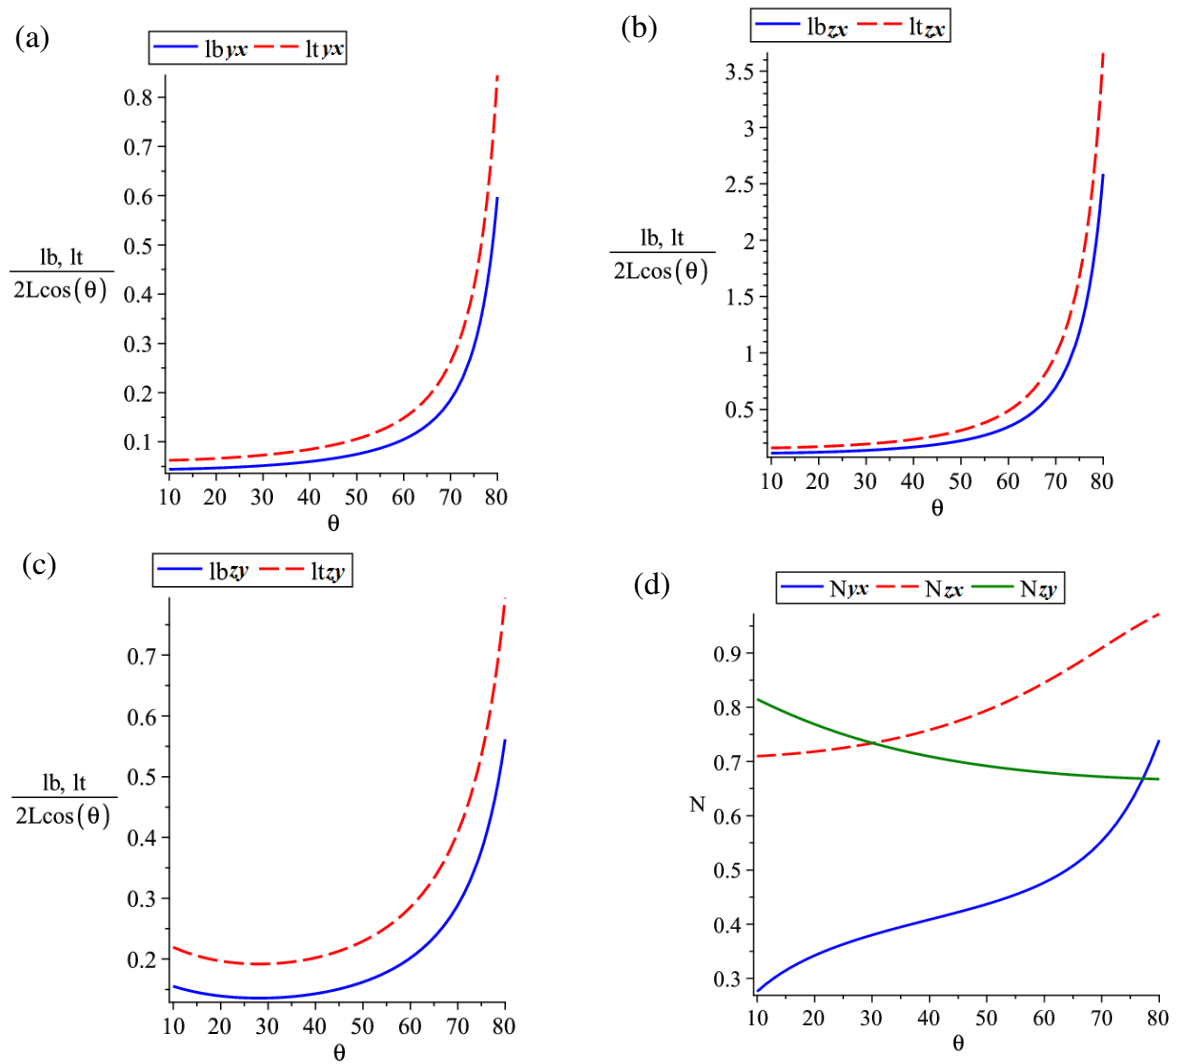 (a)
lb yx lt yx
0.8
0.7
0.6
0.5
0.4
0.3
0.2
0.1
lb, lt
2Lcos(θ)
10 20 30 40 50 60 70 80
θ
(b)
lbzx ltzx
3.5
3
2.5
2
1.5
1
0.5
lb, lt
2Lcos(θ)
10 20 30 40 50 60 70 80
θ
(c)
lbzy ltzy
0.7
0.6
0.5
0.4
0.3
0.2
lb, lt
2Lcos(θ)
10 20 30 40 50 60 70 80
θ
(d)
Nyx Nzx Nzy
0.9
0.8
0.7
0.6
0.5
0.4
0.3
N
10 20 30 40 50 60 70 80
θ